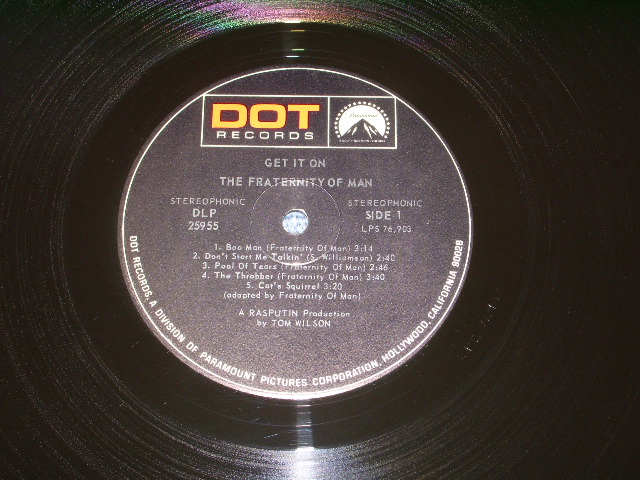 DOT
RECORDS
Paramount
GET IT ON
THE FRATERNITY OF MAN
STEREOPHONIC
DLP
25955
STEREOPHONIC
SIDE 1
LPS 76,903
1. Boo Man (Fraternity Of Man) 3:14
2. Don't Start Me Talkin' (S. Williamson) 2:40
3. Pool Of Tears (Fraternity Of Man) 2:46
4. The Throbber (Fraternity Of Man) 3:40
5. Cat's Squirrel 3:20
(adapted by Fraternity Of Man)
A RASPUTIN Production
by TOM WILSON
DOT RECORDS, A DIVISION OF PARAMOUNT PICTURES CORPORATION, HOLLYWOOD, CALIFORNIA 90028